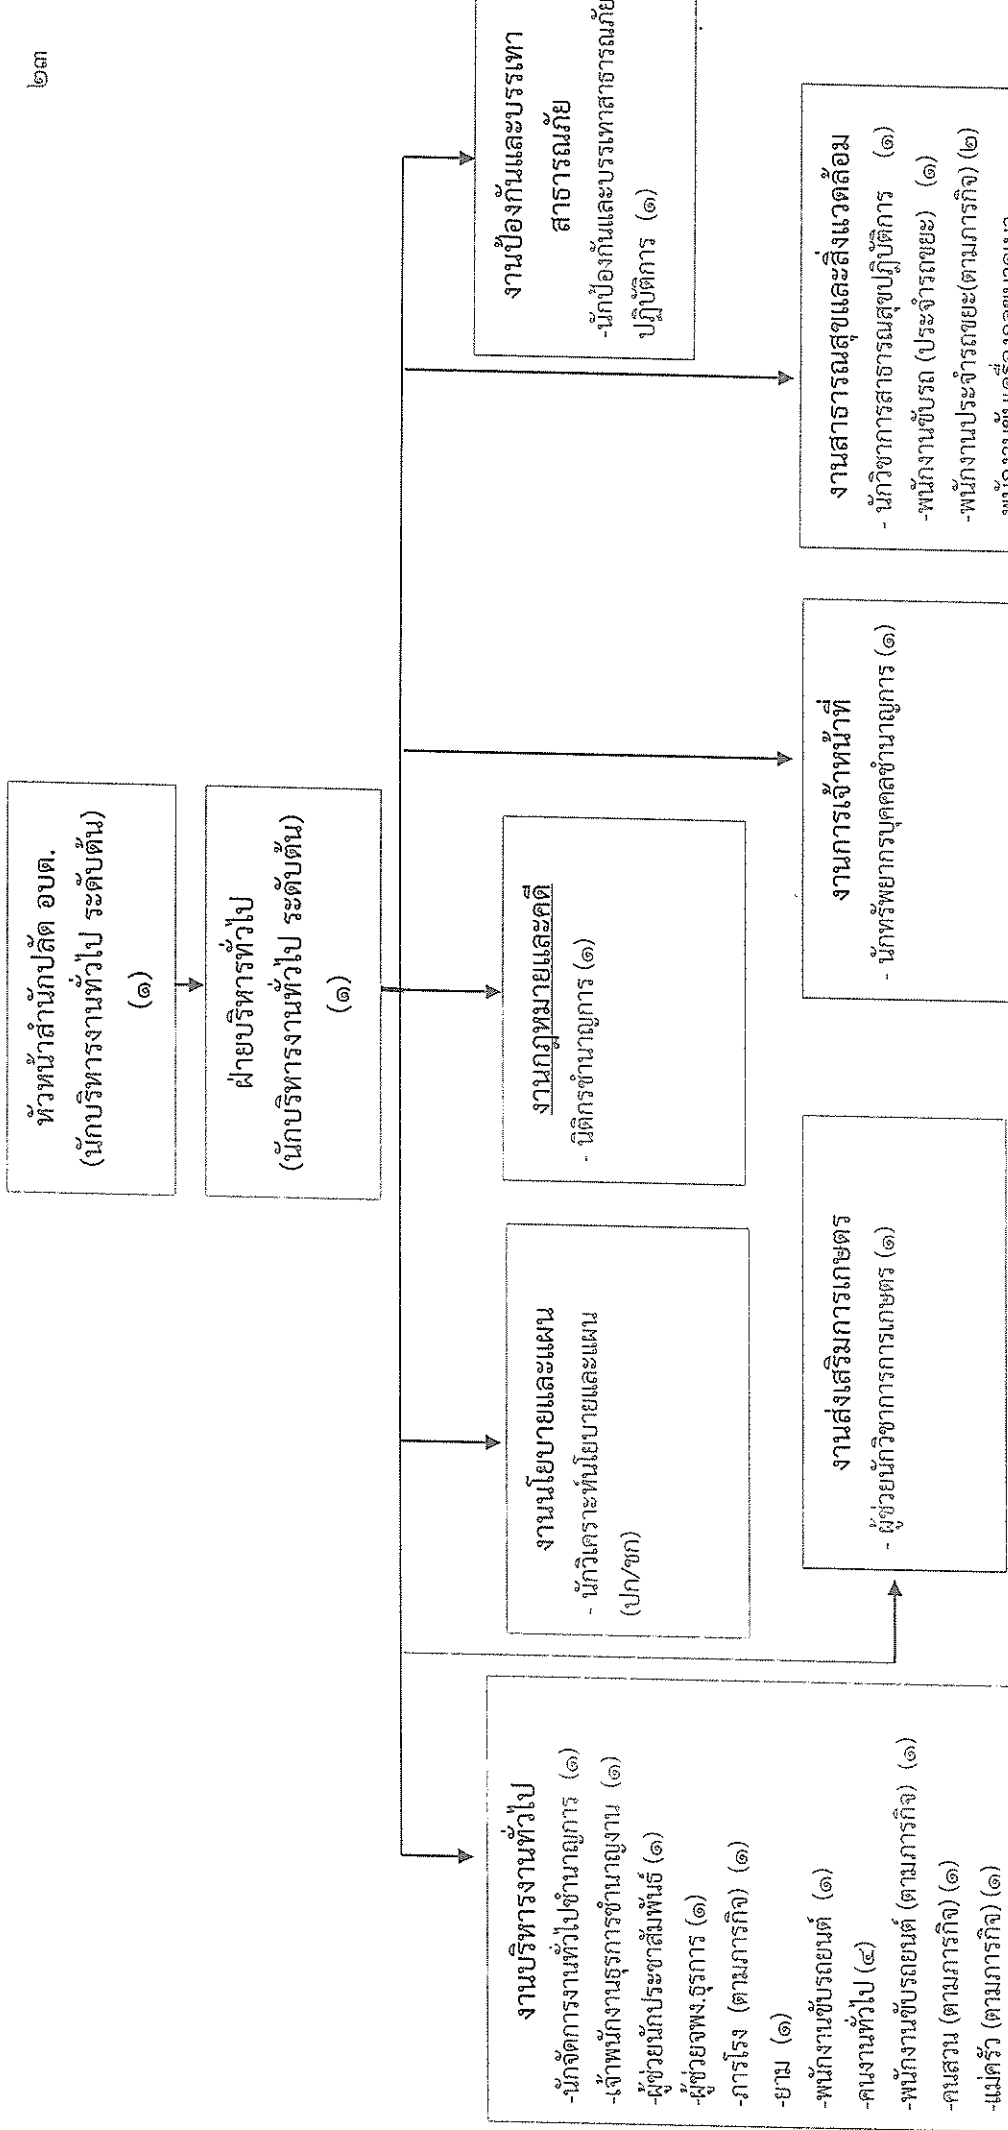 ๒๓
หัวหน้าสำนักปลัด อบต.
(นักบริหารงานทั่วไป ระดับต้น)
(๑)
ฝ่ายบริหารทั่วไป
(นักบริหารงานทั่วไป ระดับต้น)
(๑)
งานบริหารงานทั่วไป
-นักจัดการงานทั่วไปชำนาญการ (๑)
-เจ้าพนักงานธุรการชำนาญงาน (๑)
-ผู้ช่วยนักประชาสัมพันธ์ (๑)
-ผู้ช่วยจพง.ธุรการ (๑)
-ภารโรง (ตามภารกิจ) (๑)
-ยาม (๑)
-พนักงานขับรถยนต์ (๑)
-คนงานทั่วไป (๔)
-พนักงานขับรถยนต์ (ตามภารกิจ) (๑)
-คนสวน (ตามภารกิจ) (๑)
-แม่ครัว (ตามภารกิจ) (๑)
งานนโยบายและแผน
- นักวิเคราะห์นโยบายและแผน
(ปก/ชก)
งานกฎหมายและคดี
- นิติกรชำนาญการ (๑)
งานป้องกันและบรรเทา
สาธารณภัย
-นักป้องกันและบรรเทาสาธารณภัย
ปฏิบัติการ (๑)
งานส่งเสริมการเกษตร
- ผู้ช่วยนักวิชาการการเกษตร (๑)
งานการเจ้าหน้าที่
- นักทรัพยากรบุคคลชำนาญการ (๑)
งานสาธารณสุขและสิ่งแวดล้อม
- นักวิชาการสาธารณสุขปฏิบัติการ (๑)
-พนักงานขับรถ (ประจำรถขยะ) (๑)
-พนักงานประจำรถขยะ(ตามภารกิจ) (๒)